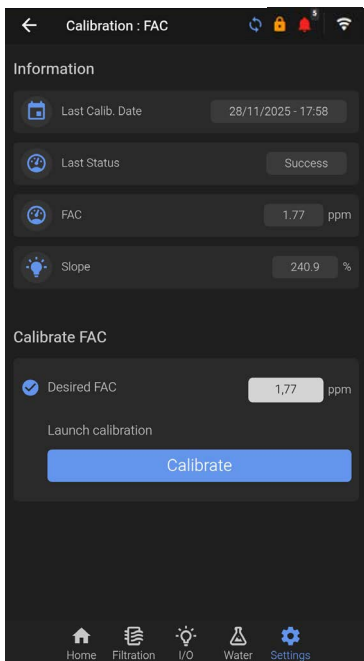 Calibration : FAC
5
Information
Last Calib. Date 28/11/2025 - 17:58
Last Status Success
FAC 1.77 ppm
Slope 240.9 %
Calibrate FAC
Desired FAC 1,77 ppm
Launch calibration
Calibrate
Home Filtration I/O Water Settings